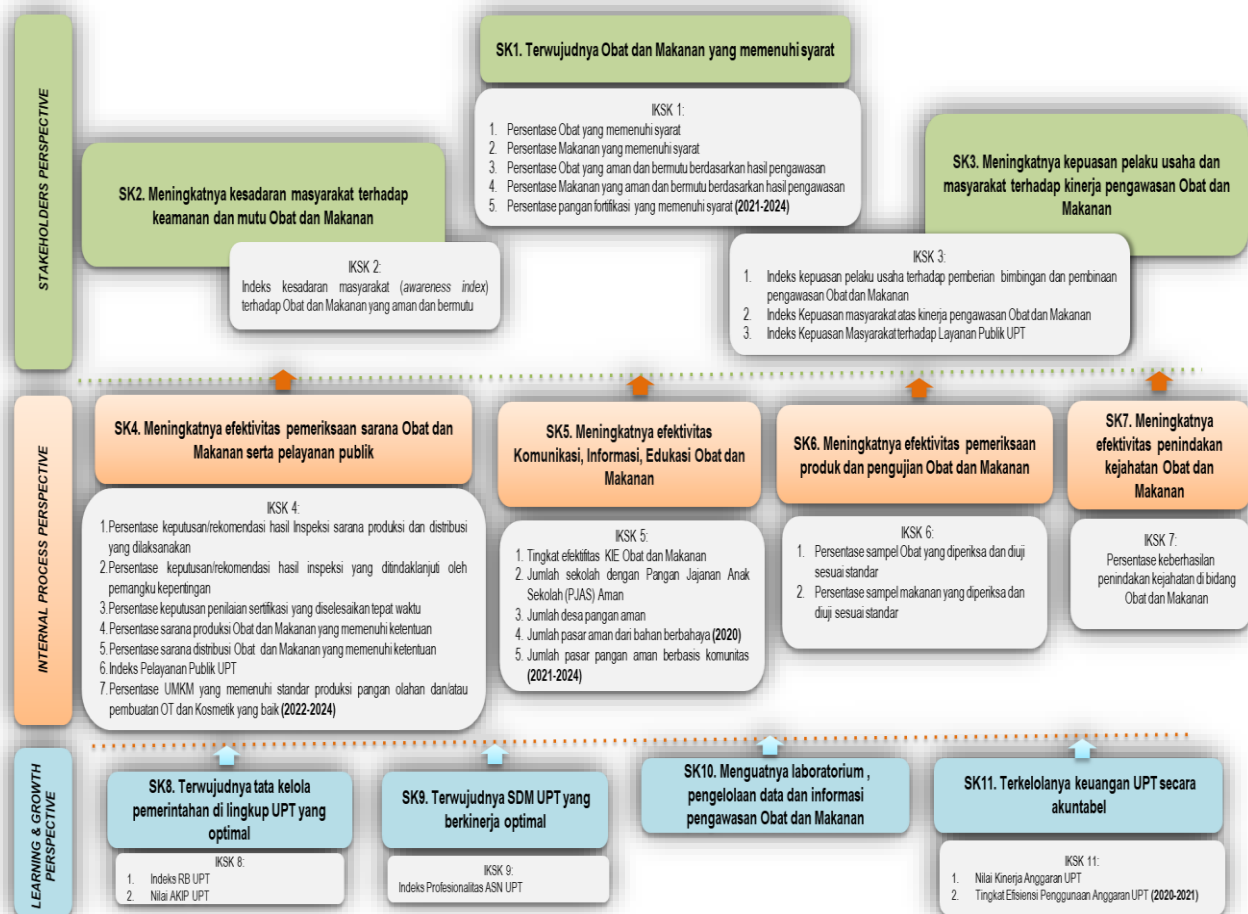 STAKEHOLDERS PERSPECTIVE
SK1. Terwujudnya Obat dan Makanan yang memenuhi syarat
IKSK 1:
1. Persentase Obat yang memenuhi syarat
2. Persentase Makanan yang memenuhi syarat
3. Persentase Obat yang aman dan bermutu berdasarkan hasil pengawasan
4. Persentase Makanan yang aman dan bermutu berdasarkan hasil pengawasan
5. Persentase pangan fortifikasi yang memenuhi syarat (2021-2024)
SK2. Meningkatnya kesadaran masyarakat terhadap
keamanan dan mutu Obat dan Makanan
IKSK 2:
Indeks kesadaran masyarakat (awareness index)
terhadap Obat dan Makanan yang aman dan bermutu
SK3. Meningkatnya kepuasan pelaku usaha dan
masyarakat terhadap kinerja pengawasan Obat dan
Makanan
IKSK 3:
1. Indeks kepuasan pelaku usaha terhadap pemberian bimbingan dan pembinaan
pengawasan Obat dan Makanan
2. Indeks Kepuasan masyarakat atas kinerja pengawasan Obat dan Makanan
3. Indeks Kepuasan Masyarakat terhadap Layanan Publik UPT
INTERNAL PROCESS PERSPECTIVE
SK4. Meningkatnya efektivitas pemeriksaan sarana Obat dan
Makanan serta pelayanan publik
IKSK 4:
1. Persentase keputusan/rekomendasi hasil Inspeksi sarana produksi dan distribusi
yang dilaksanakan
2. Persentase keputusan/rekomendasi hasil inspeksi yang ditindaklanjuti oleh
pemangku kepentingan
3. Persentase keputusan penilaian sertifikasi yang diselesaikan tepat waktu
4. Persentase sarana produksi Obat dan Makanan yang memenuhi ketentuan
5. Persentase sarana distribusi Obat dan Makanan yang memenuhi ketentuan
6. Indeks Pelayanan Publik UPT
7. Persentase UMKM yang memenuhi standar produksi pangan olahan dan/atau
pembuatan OT dan Kosmetik yang baik (2022-2024)
SK5. Meningkatnya efektivitas
Komunikasi, Informasi, Edukasi Obat dan
Makanan
IKSK 5:
1. Tingkat efektifitas KIE Obat dan Makanan
2. Jumlah sekolah dengan Pangan Jajanan Anak
Sekolah (PJAS) Aman
3. Jumlah desa pangan aman
4. Jumlah pasar aman dari bahan berbahaya (2020)
5. Jumlah pasar pangan aman berbasis komunitas
(2021-2024)
SK6. Meningkatnya efektivitas pemeriksaan
produk dan pengujian Obat dan Makanan
IKSK 6:
1. Persentase sampel Obat yang diperiksa dan diuji
sesuai standar
2. Persentase sampel makanan yang diperiksa dan
diuji sesuai standar
SK7. Meningkatnya
efektivitas penindakan
kejahatan Obat dan
Makanan
IKSK 7:
Persentase keberhasilan
penindakan kejahatan di bidang
Obat dan Makanan
LEARNING & GROWTH
PERSPECTIVE
SK8. Terwujudnya tata kelola
pemerintahan di lingkup UPT yang
optimal
IKSK 8:
1. Indeks RB UPT
2. Nilai AKIP UPT
SK9. Terwujudnya SDM UPT yang
berkinerja optimal
IKSK 9:
Indeks Profesionalitas ASN UPT
SK10. Menguatnya laboratorium ,
pengelolaan data dan informasi
pengawasan Obat dan Makanan
SK11. Terkelolanya keuangan UPT secara
akuntabel
IKSK 11:
1. Nilai Kinerja Anggaran UPT
2. Tingkat Efisiensi Penggunaan Anggaran UPT (2020-2021)